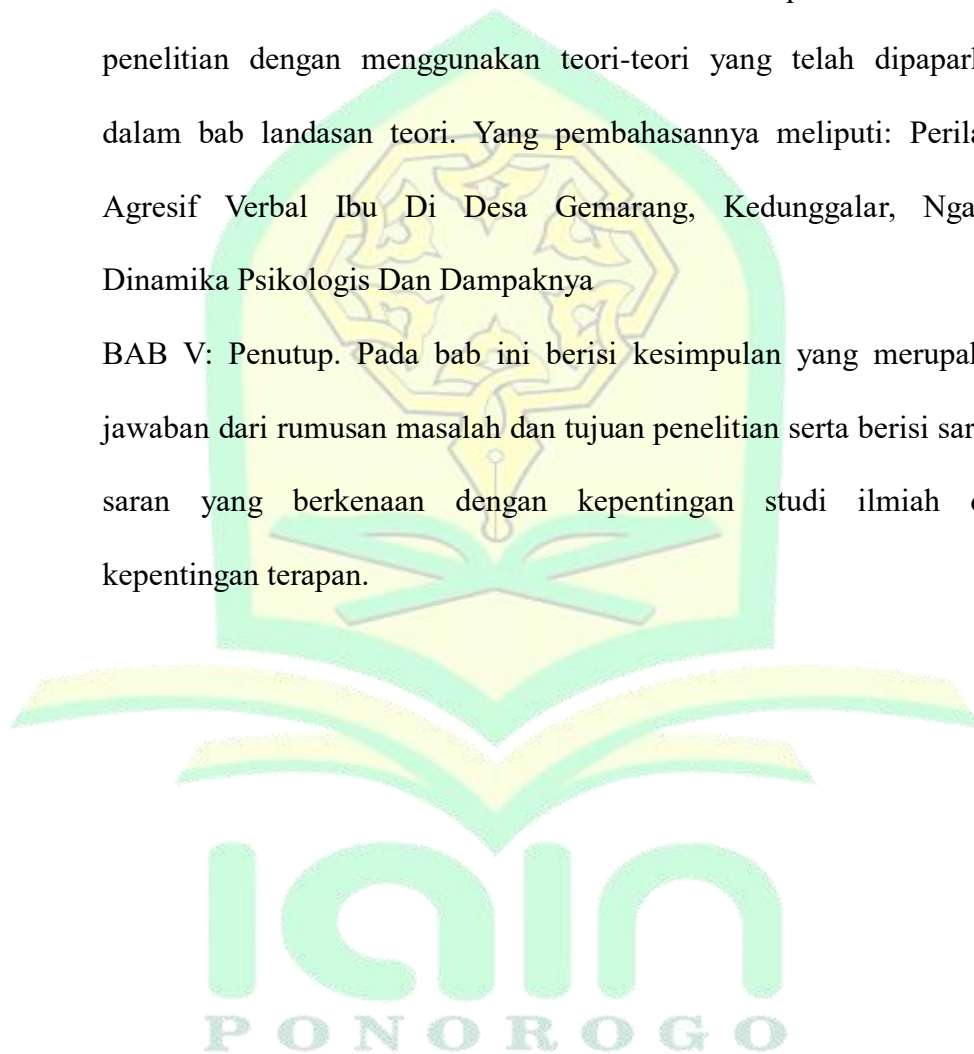 penelitian dengan menggunakan teori-teori yang telah
dalam bab landasan teori. Yang pembahasannya meliputi:
Agresif Verbal Ibu Di Desa Gemarang, Kedunggalar,
Dinamika Psikologis Dan Dampaknya
BAB V: Penutup. Pada bab ini berisi kesimpulan yang
jawaban dari rumusan masalah dan tujuan penelitian serta berisi
saran yang berkenaan dengan kepentingan studi ilmiah
kepentingan terapan.
iain
PONOROGO